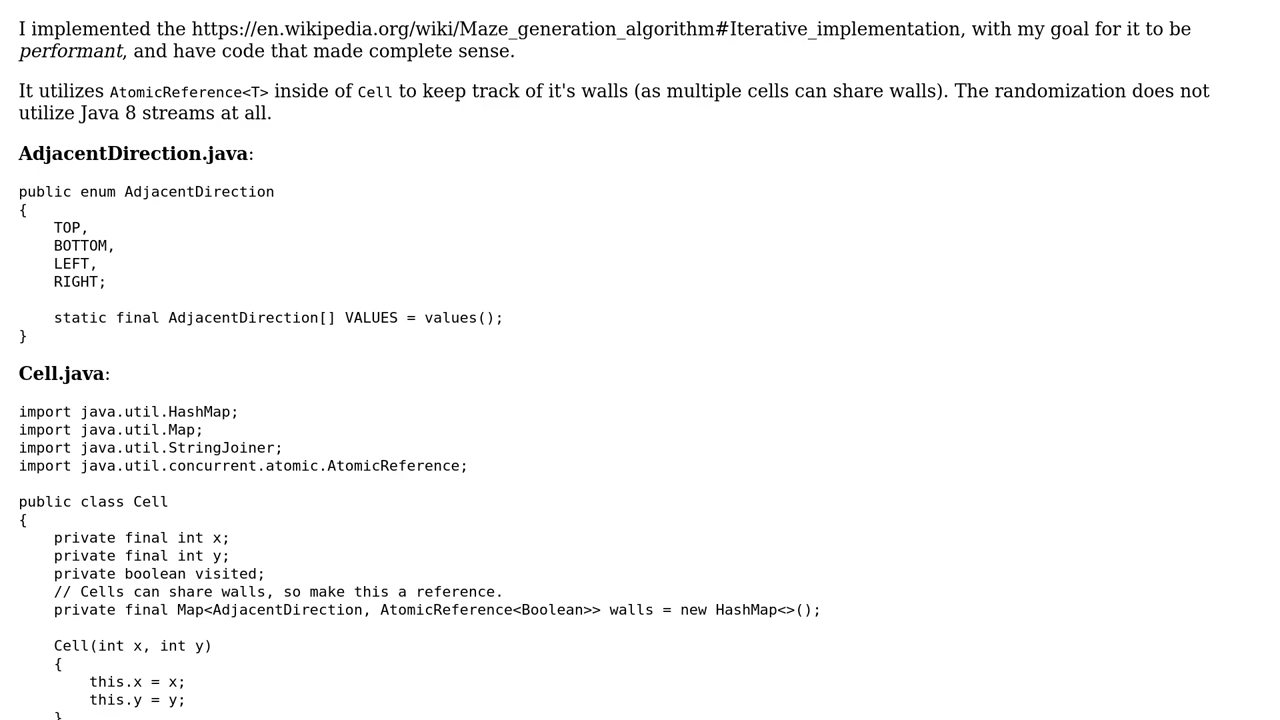 I implemented the https://en.wikipedia.org/wiki/Maze_generation_algorithm#Iterative_implementation, with my goal for it to be
performant, and have code that made complete sense.
It utilizes AtomicReference<T> inside of Cell to keep track of it's walls (as multiple cells can share walls). The randomization does not
utilize Java 8 streams at all.
AdjacentDirection.java:
public enum AdjacentDirection
{
    TOP,
    BOTTOM,
    LEFT,
    RIGHT;

    static final AdjacentDirection[] VALUES = values();
}
Cell.java:
import java.util.HashMap;
import java.util.Map;
import java.util.StringJoiner;
import java.util.concurrent.atomic.AtomicReference;

public class Cell
{
    private final int x;
    private final int y;
    private boolean visited;
    // Cells can share walls, so make this a reference.
    private final Map<AdjacentDirection, AtomicReference<Boolean>> walls = new HashMap<>();

    Cell(int x, int y)
    {
        this.x = x;
        this.y = y;
    }